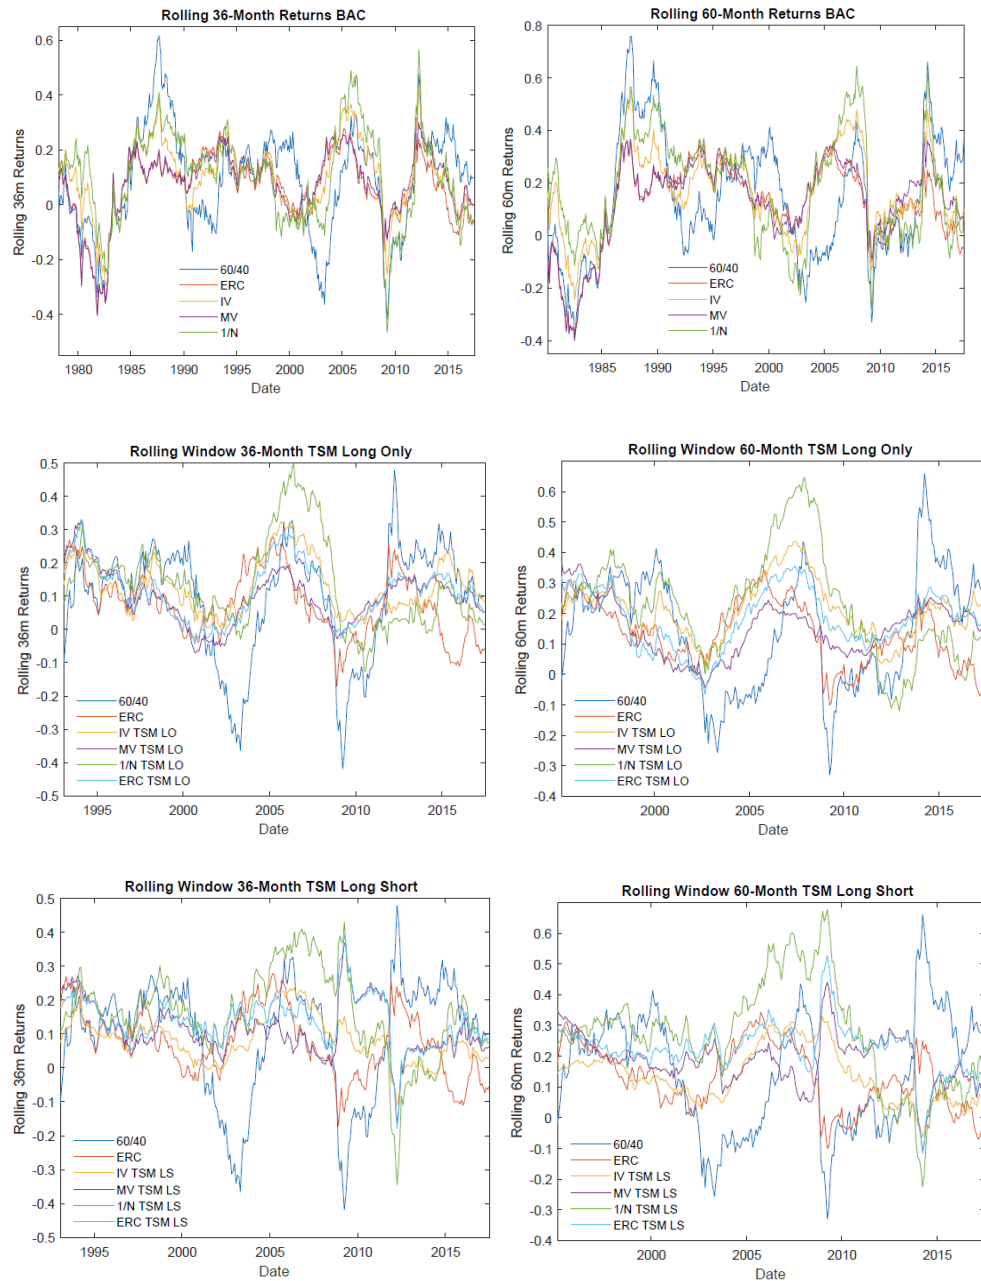 Rolling 36-Month Returns BAC
0.6
0.4
0.2
0
-0.2
-0.4
Rolling 36m Returns
60/40
ERC
IV
MV
1/N
1980 1985 1990 1995 2000 2005 2010 2015
Date
Rolling 60-Month Returns BAC
0.8
0.6
0.4
0.2
0
-0.2
-0.4
Rolling 60m Returns
60/40
ERC
IV
MV
1/N
1985 1990 1995 2000 2005 2010 2015
Date
Rolling Window 36-Month TSM Long Only
0.5
0.4
0.3
0.2
0.1
0
-0.1
-0.2
-0.3
-0.4
-0.5
Rolling 36m Returns
60/40
ERC
IV TSM LO
MV TSM LO
1/N TSM LO
ERC TSM LO
1995 2000 2005 2010 2015
Date
Rolling Window 60-Month TSM Long Only
0.6
0.5
0.4
0.3
0.2
0.1
0
-0.1
-0.2
-0.3
-0.4
Rolling 60m Returns
60/40
ERC
IV TSM LO
MV TSM LO
1/N TSM LO
ERC TSM LO
2000 2005 2010 2015
Date
Rolling Window 36-Month TSM Long Short
0.5
0.4
0.3
0.2
0.1
0
-0.1
-0.2
-0.3
-0.4
-0.5
Rolling 36m Returns
60/40
ERC
IV TSM LS
MV TSM LS
1/N TSM LS
ERC TSM LS
1995 2000 2005 2010 2015
Date
Rolling Window 60-Month TSM Long Short
0.6
0.5
0.4
0.3
0.2
0.1
0
-0.1
-0.2
-0.3
-0.4
Rolling 60m Returns
60/40
ERC
IV TSM LS
MV TSM LS
1/N TSM LS
ERC TSM LS
2000 2005 2010 2015
Date